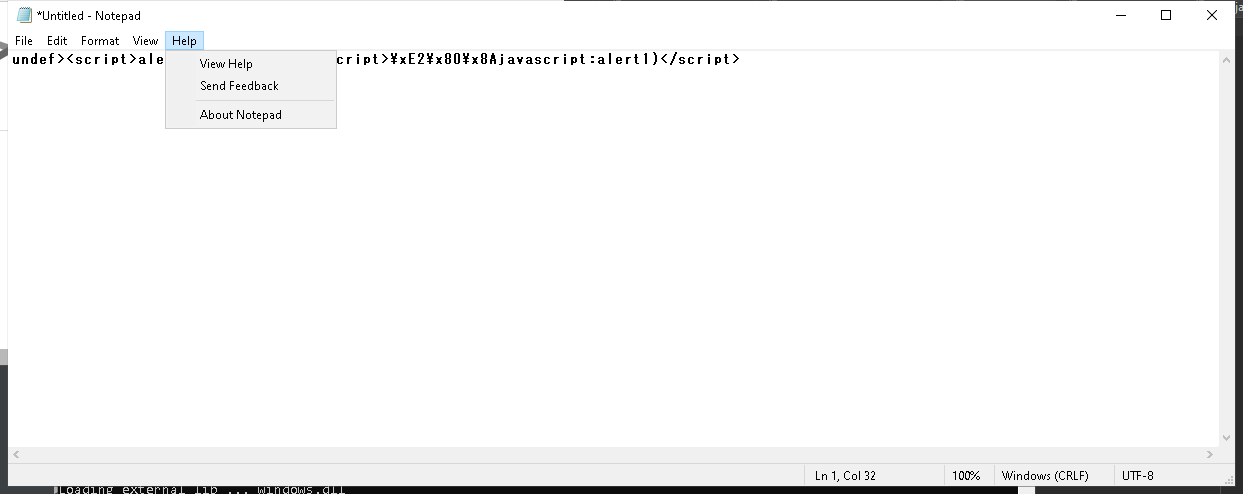 *Untitled - Notepad
File Edit Format View Help
undef><script>ale cript>¥xE2¥x80¥x8Ajavascript:alert1)</script>
View Help
Send Feedback
About Notepad
Ln 1, Col 32 100% Windows (CRLF) UTF-8
Loading external lib ... windows.dll